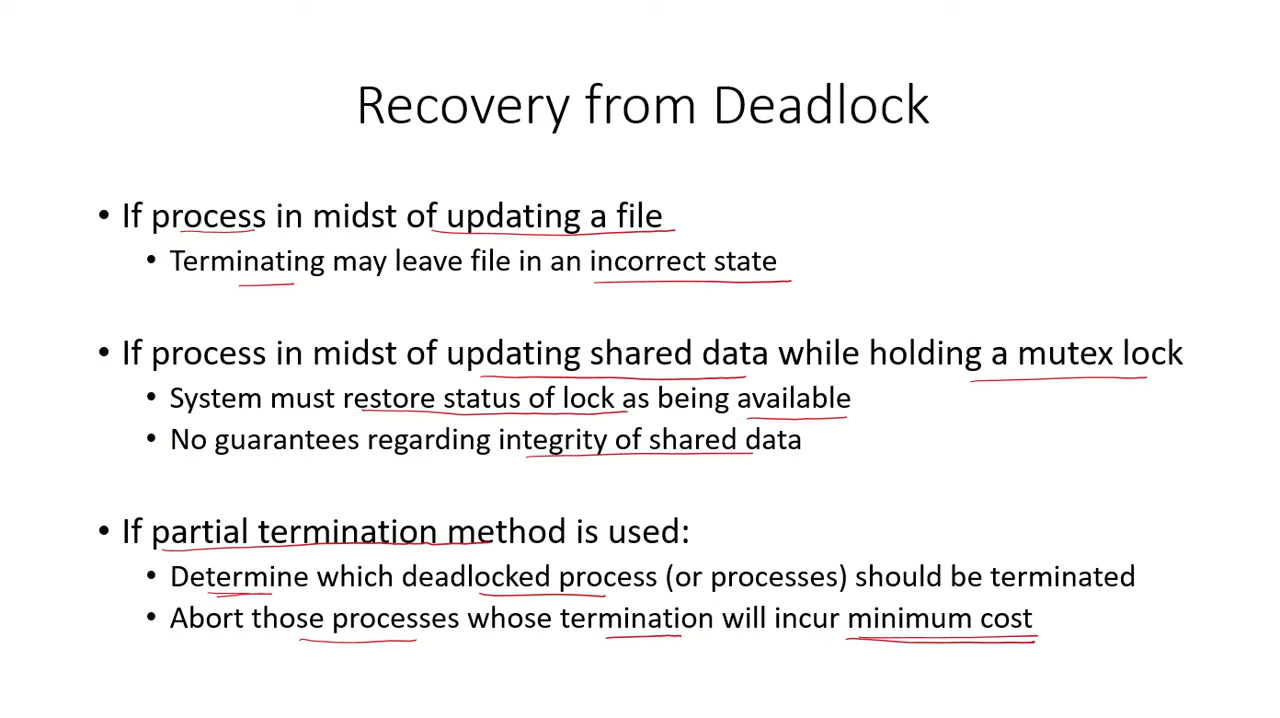 Recovery from Deadlock
• If process in midst of updating a file
• Terminating may leave file in an incorrect state
• If process in midst of updating shared data while holding a mutex lock
• System must restore status of lock as being available
• No guarantees regarding integrity of shared data
• If partial termination method is used:
• Determine which deadlocked process (or processes) should be terminated
• Abort those processes whose termination will incur minimum cost